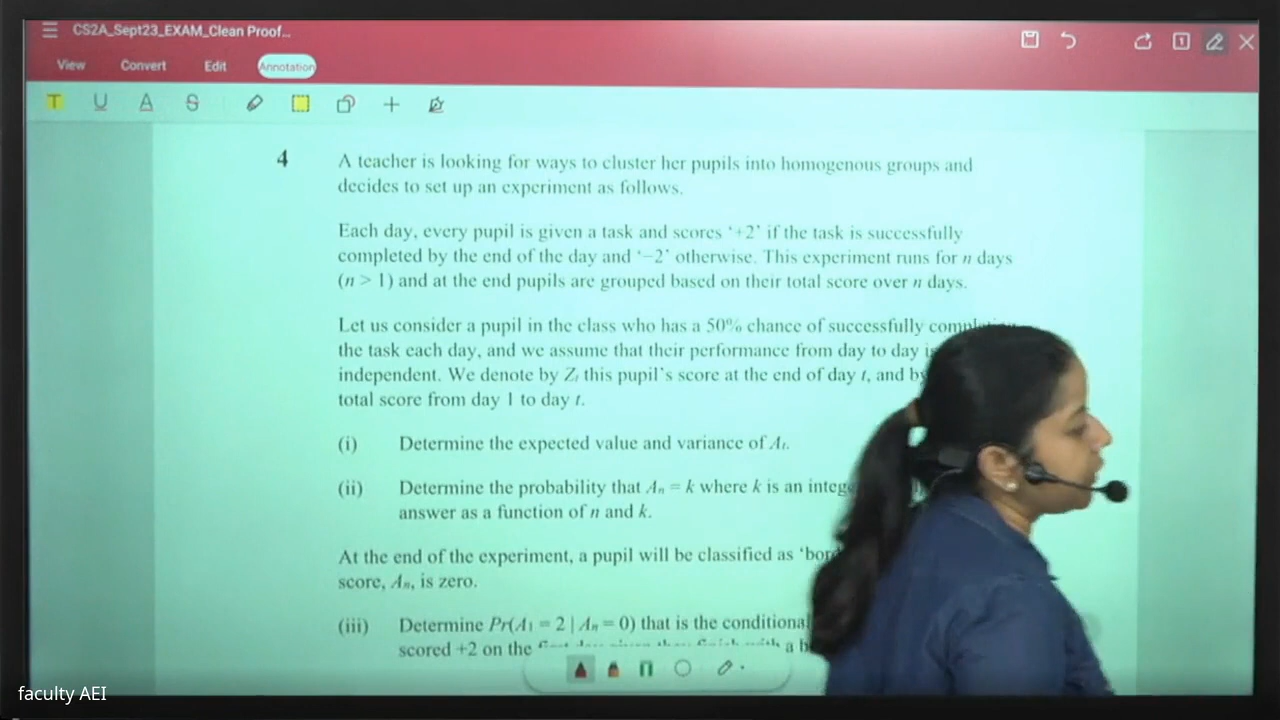 CS2A_Sept23_EXAM_Clean Proof...
View Convert Edit Annotation
4 A teacher is looking for ways to cluster her pupils into homogenous groups and
decides to set up an experiment as follows.
Each day, every pupil is given a task and scores ‘+2’ if the task is successfully
completed by the end of the day and ‘−2’ otherwise. This experiment runs for n days
(n > 1) and at the end pupils are grouped based on their total score over n days.
Let us consider a pupil in the class who has a 50% chance of successfully
the task each day, and we assume that their performance from day to day
independent. We denote by Zt this pupil’s score at the end of day t, and
total score from day 1 to day t.
(i) Determine the expected value and variance of At.
(ii) Determine the probability that An = k where k is an
answer as a function of n and k.
At the end of the experiment, a pupil will be classified as
score, An, is zero.
(iii) Determine Pr(A1 = 2 | An = 0) that is the conditional
scored +2 on the
a
faculty AEI